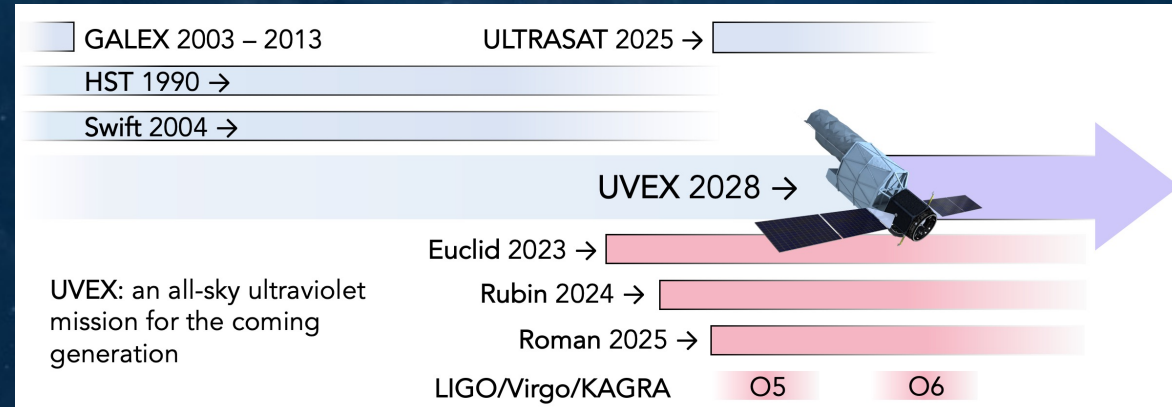 GALEX 2003 – 2013
ULTRASAT 2025 →
HST 1990 →
Swift 2004 →
UVEX 2028 →
Euclid 2023 →
UVEX: an all-sky ultraviolet
mission for the coming
generation
Rubin 2024 →
Roman 2025 →
LIGO/Virgo/KAGRA
O5
O6